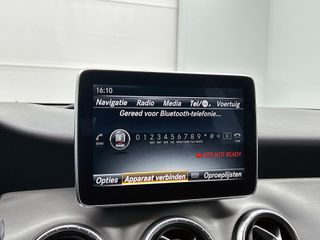 16:10
Navigatie Radio Media Tel/ Voertuig
Gereed voor Bluetooth-telefonie...
0 1 2 3 4 5 6 7 8 9 * # +
SOS NOT READY
Opties Apparaat verbinden Oproeplijsten